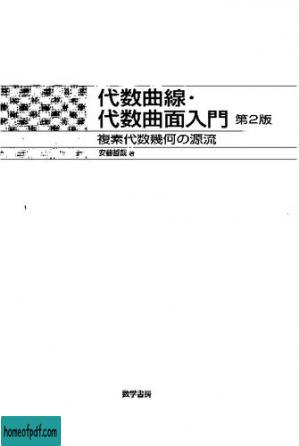 代数曲線・
代数曲面入門 第2版
複素代数幾何の源流
安藤哲哉 著
数学書房
homeofpdf.com